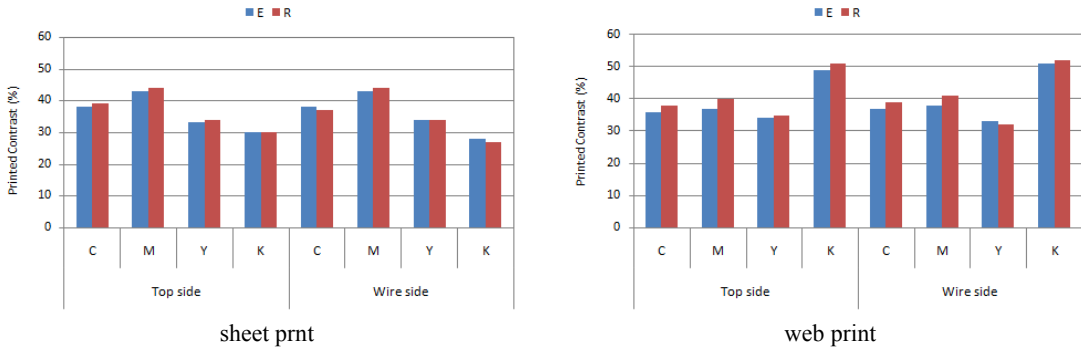 E R
Printed Contrast (%)
60
50
40
30
20
10
0
C M Y K C M Y K
Top side Wire side
sheet prnt
E R
Printed Contrast (%)
60
50
40
30
20
10
0
C M Y K C M Y K
Top side Wire side
web print